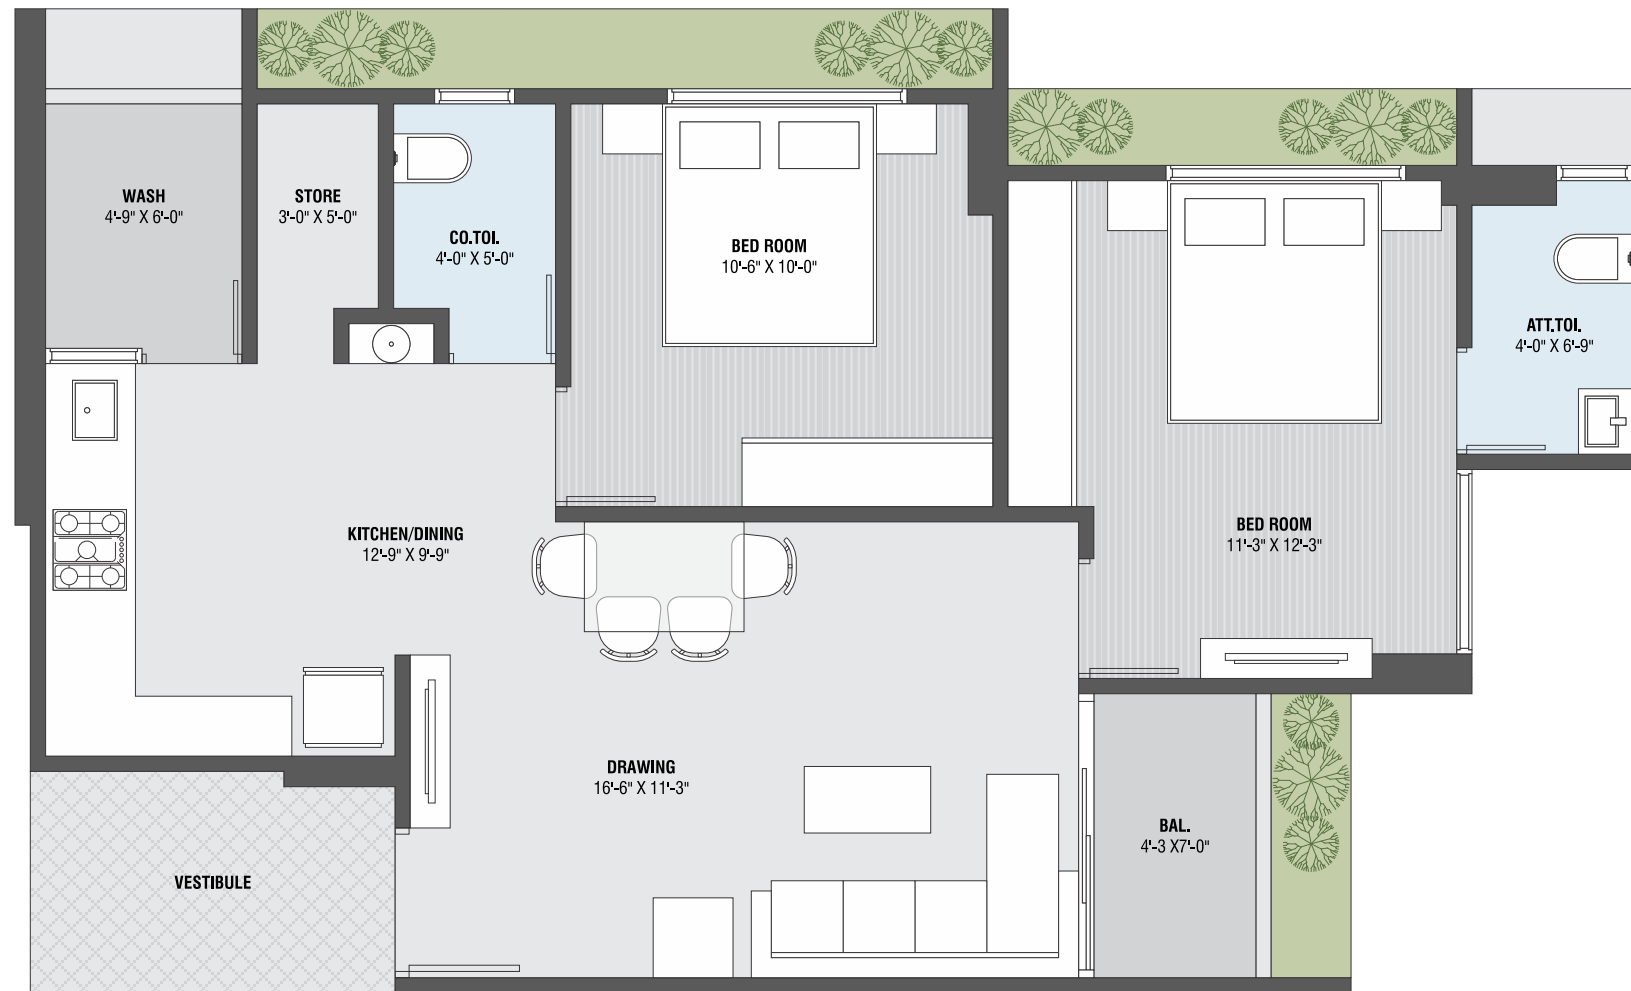 WASH
4'-9" X 6'-0"
STORE
3'-0" X 5'-0"
CO.TOI.
4'-0" X 5'-0"
BED ROOM
10'-6" X 10'-0"
ATT.TOI.
4'-0" X 6'-9"
KITCHEN/DINING
12'-9" X 9'-9"
BED ROOM
11'-3" X 12'-3"
DRAWING
16'-6" X 11'-3"
BAL.
4'-3 X7'-0"
VESTIBULE